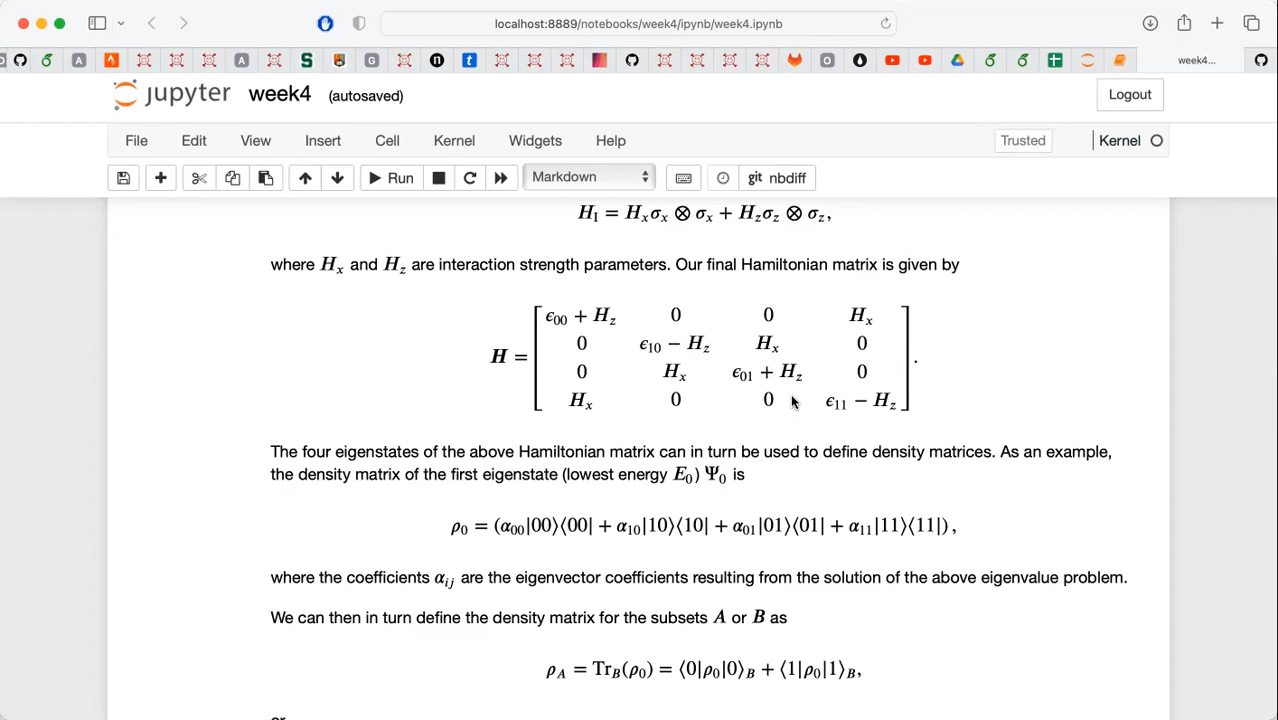 localhost:8889/notebooks/week4/ipynb/week4.ipynb
week4...
jupyter week4 (autosaved)
Logout
File Edit View Insert Cell Kernel Widgets Help
Trusted
Kernel
Run
Markdown
git nbdiff
H_I = H_xσ_x ⊗ σ_x + H_zσ_z ⊗ σ_z,
where H_x and H_z are interaction strength parameters. Our final Hamiltonian matrix is given by
ϵ_00 + H_z 0 0 H_x
0 ϵ_10 − H_z H_x 0
H =
0 H_x ϵ_01 + H_z 0
H_x 0 0 ϵ_11 − H_z
.
The four eigenstates of the above Hamiltonian matrix can in turn be used to define density matrices. As an example,
the density matrix of the first eigenstate (lowest energy E_0) Ψ_0 is
ρ_0 = (α_00|00⟩⟨00| + α_10|10⟩⟨10| + α_01|01⟩⟨01| + α_11|11⟩⟨11|),
where the coefficients α_ij are the eigenvector coefficients resulting from the solution of the above eigenvalue problem.
We can then in turn define the density matrix for the subsets A or B as
ρ_A = Tr_B(ρ_0) = ⟨0|ρ_0|0⟩_B + ⟨1|ρ_0|1⟩_B,
or